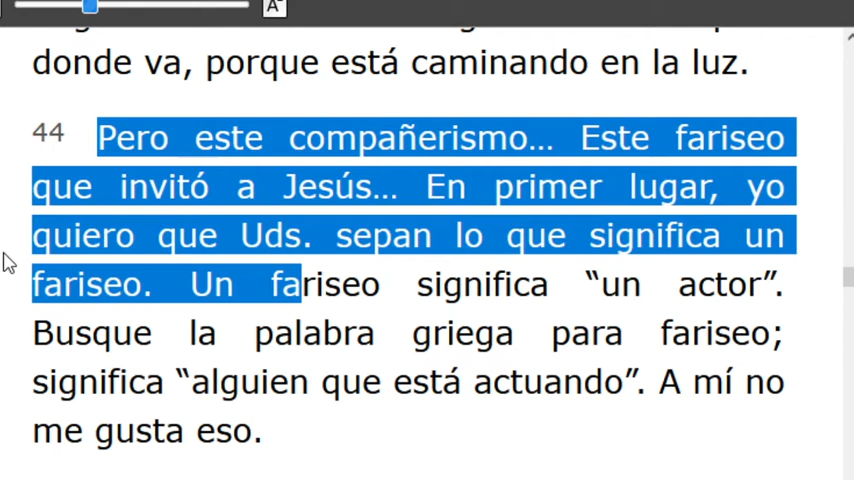 A
donde va, porque está caminando en la luz.
44 Pero este compañerismo… Este fariseo
que invitó a Jesús… En primer lugar, yo
quiero que Uds. sepan lo que significa un
fariseo. Un fariseo significa “un actor”.
Busque la palabra griega para fariseo;
significa “alguien que está actuando”. A mí no
me gusta eso.